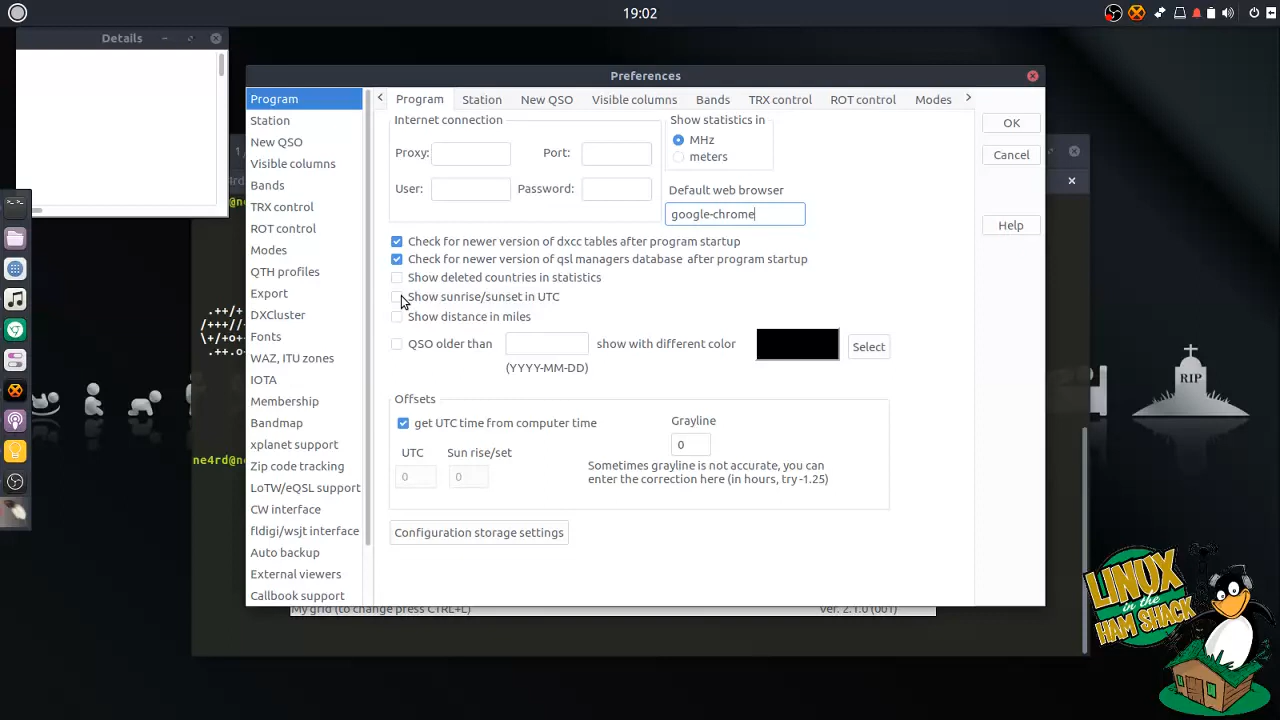 19:02
Details
Preferences
Program
Station
New QSO
Visible columns
Bands
TRX control
ROT control
Modes
QTH profiles
Export
DXCluster
Fonts
WAZ, ITU zones
IOTA
Membership
Bandmap
xplanet support
Zip code tracking
LoTW/eQSL support
CW interface
fldigi/wsjt interface
Auto backup
External viewers
Callbook support
Program Station New QSO Visible columns Bands TRX control ROT control Modes
Internet connection
Proxy: Port:
User: Password:
Show statistics in
MHz
meters
Default web browser
google-chrome
Check for newer version of dxcc tables after program startup
Check for newer version of qsl managers database after program startup
Show deleted countries in statistics
Show sunrise/sunset in UTC
Show distance in miles
QSO older than show with different color Select
(YYYY-MM-DD)
Offsets
get UTC time from computer time
UTC Sun rise/set
0 0
Grayline
0
Sometimes grayline is not accurate, you can
enter the correction here (in hours, try -1.25)
Configuration storage settings
OK
Cancel
Help
My grid (to change press CTRL+L) Ver. 2.1.0 (001)
.++/+
/+++//
\+/+o+
.++.o
ne4rd@n
RIP
LINUX
in the
HAM SHACK